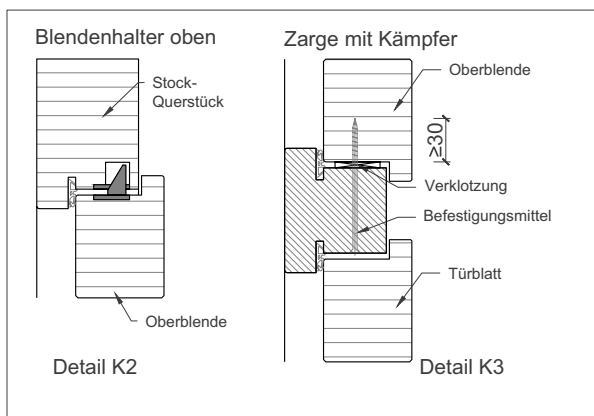 Blendenhalter oben
Stock-
Querstück
Oberblende
Detail K2
Zarge mit Kämpfer
Oberblende
≥30
Verklotzung
Befestigungsmittel
Türblatt
Detail K3